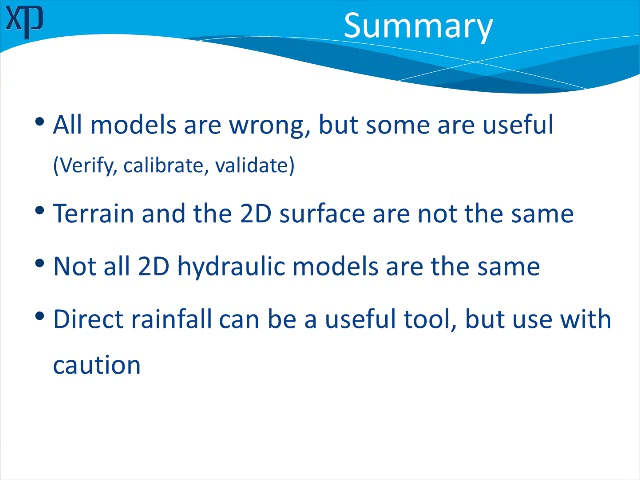 XP
Summary
• All models are wrong, but some are useful
(Verify, calibrate, validate)
• Terrain and the 2D surface are not the same
• Not all 2D hydraulic models are the same
• Direct rainfall can be a useful tool, but use with
caution